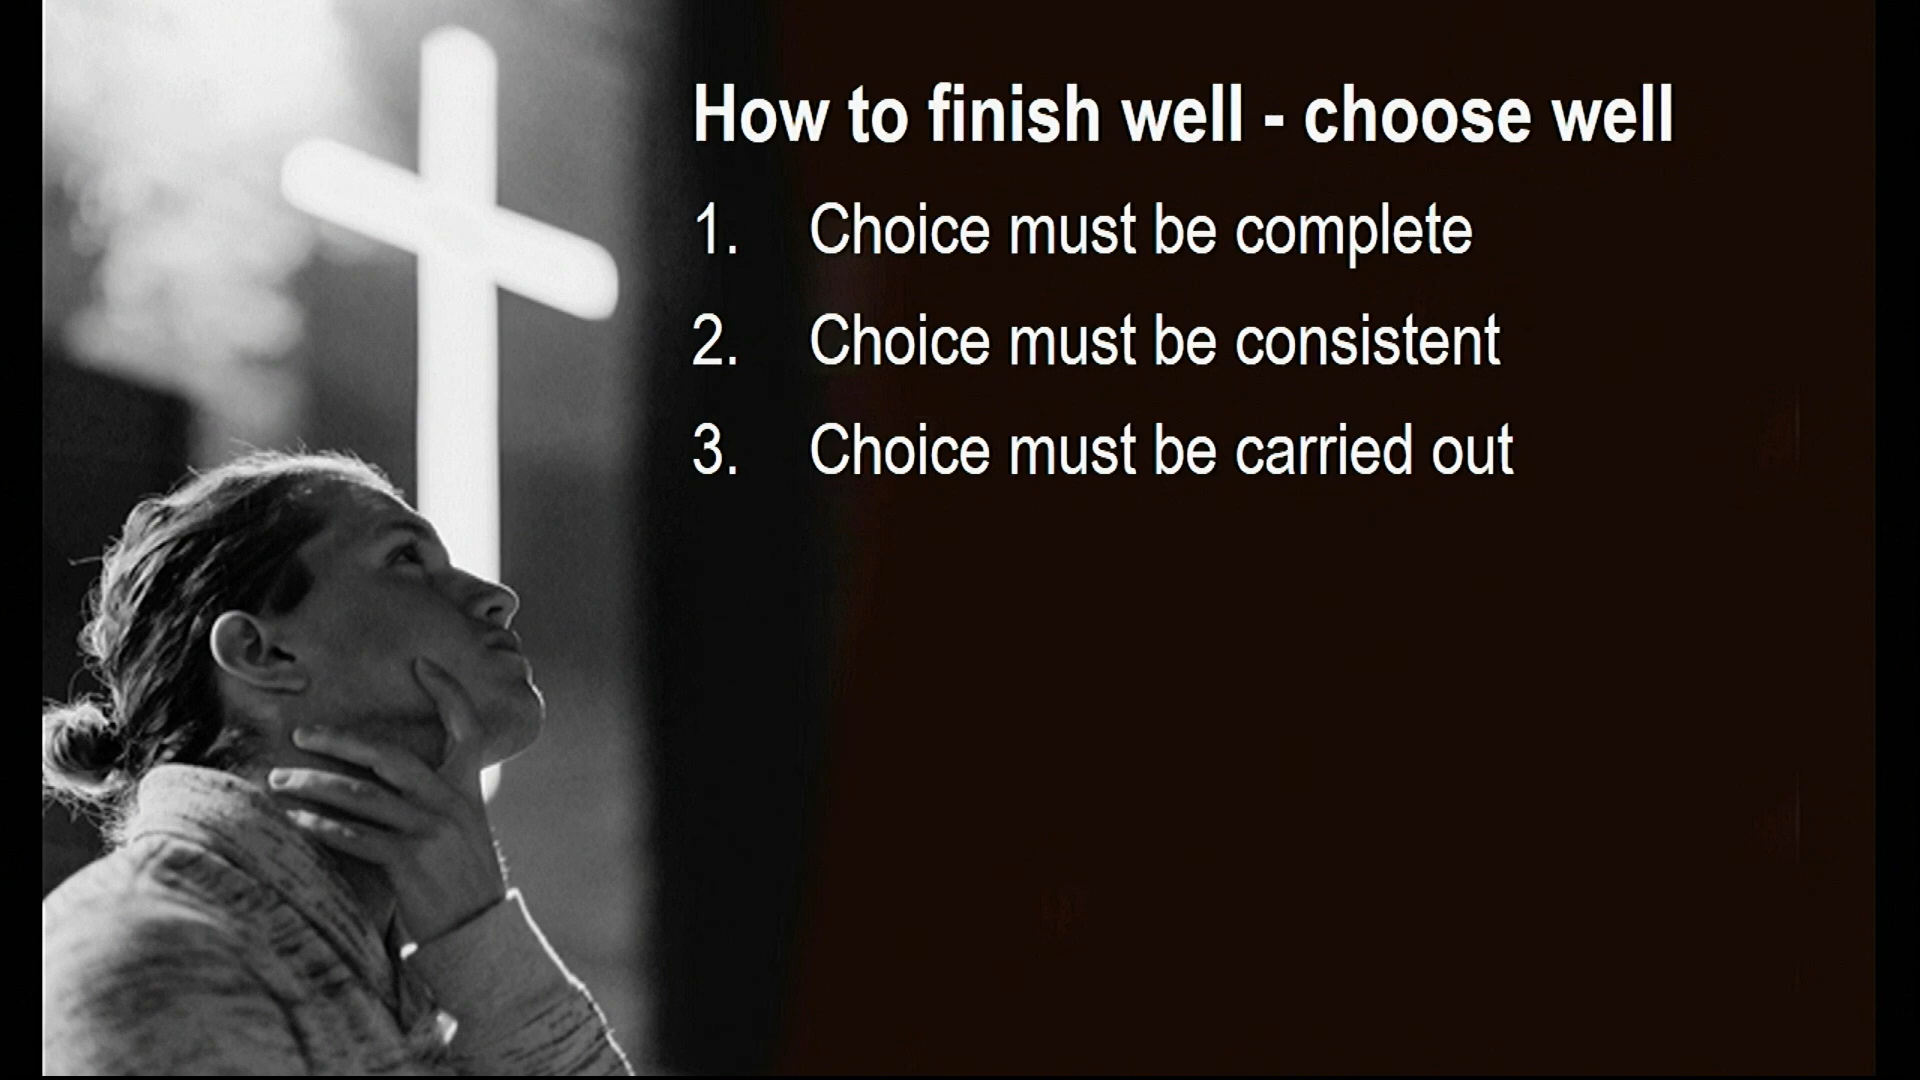 How to finish well - choose well
1. Choice must be complete
2. Choice must be consistent
3. Choice must be carried out